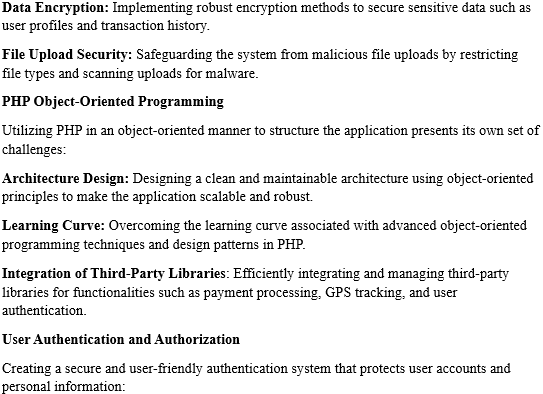 Data Encryption: Implementing robust encryption methods to secure sensitive data such as
user profiles and transaction history.
File Upload Security: Safeguarding the system from malicious file uploads by restricting
file types and scanning uploads for malware.
PHP Object-Oriented Programming
Utilizing PHP in an object-oriented manner to structure the application presents its own set of
challenges:
Architecture Design: Designing a clean and maintainable architecture using object-oriented
principles to make the application scalable and robust.
Learning Curve: Overcoming the learning curve associated with advanced object-oriented
programming techniques and design patterns in PHP.
Integration of Third-Party Libraries: Efficiently integrating and managing third-party
libraries for functionalities such as payment processing, GPS tracking, and user
authentication.
User Authentication and Authorization
Creating a secure and user-friendly authentication system that protects user accounts and
personal information: